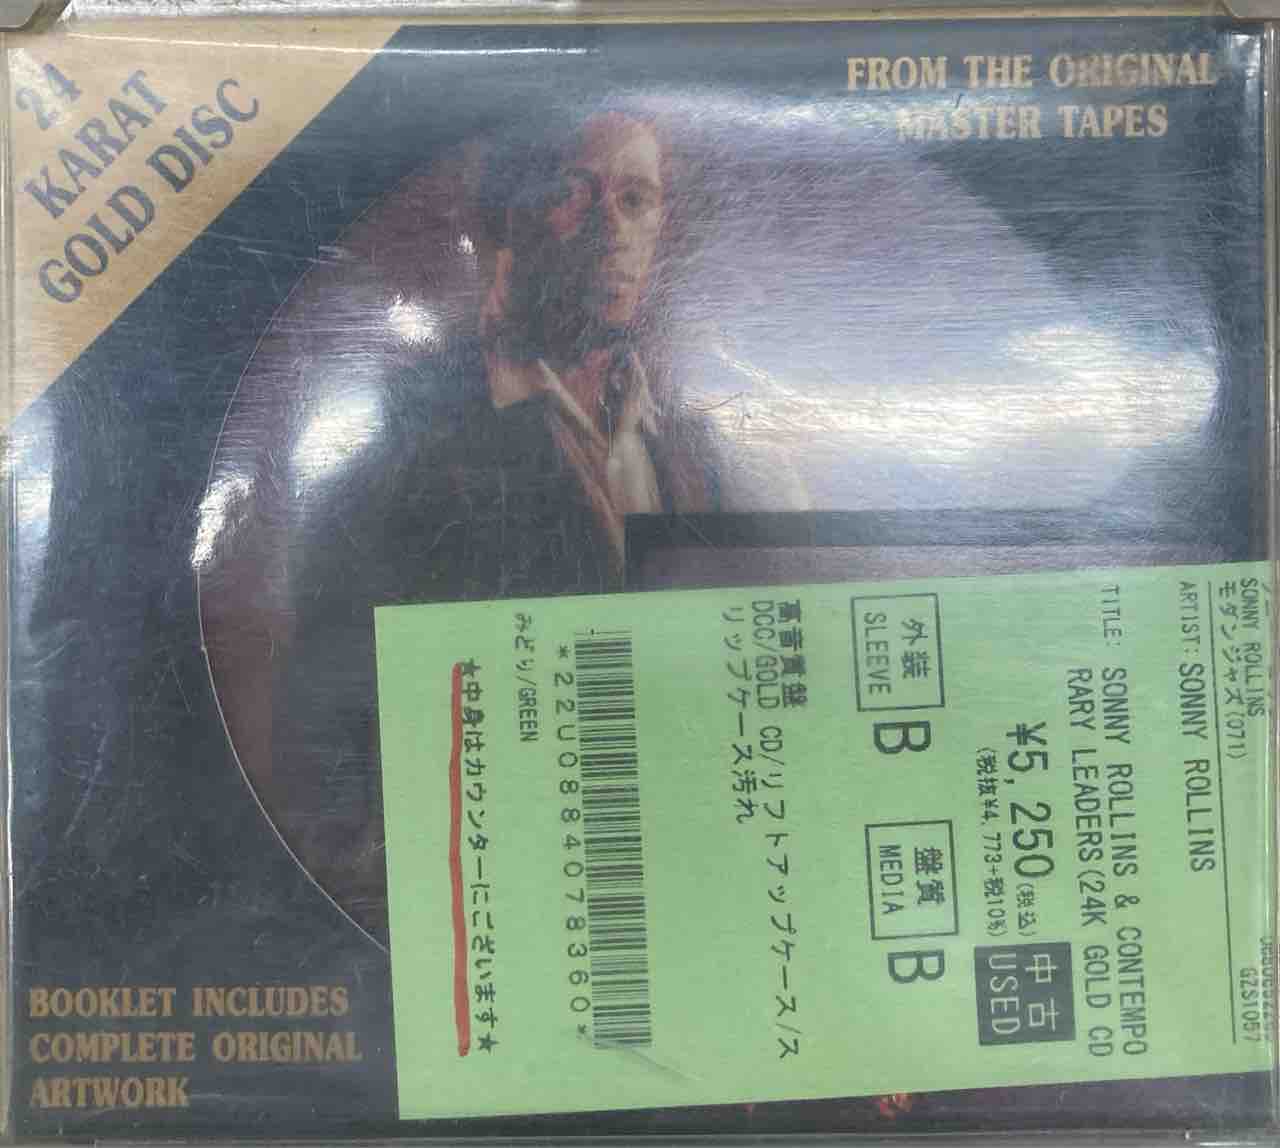 24
KARAT
GOLD DISC
FROM THE ORIGINAL
MASTER TAPES
SONNY ROLLINS
モダンジャズ(071)
GZS1057
ARTIST: SONNY ROLLINS
TITLE: SONNY ROLLINS & CONTEMPO
RARY LEADERS(24K GOLD CD
¥5,250(税込)
(税抜¥4,773+税10%)
中古
USED
外装
SLEEVE
B
盤質
MEDIA
B
高音質盤
DCC/GOLD CD/リフトアップケース/ス
リップケース汚れ
*22U088407836​0*
みどり/GREEN
★中身はカウンターにございます★
BOOKLET INCLUDES
COMPLETE ORIGINAL
ARTWORK